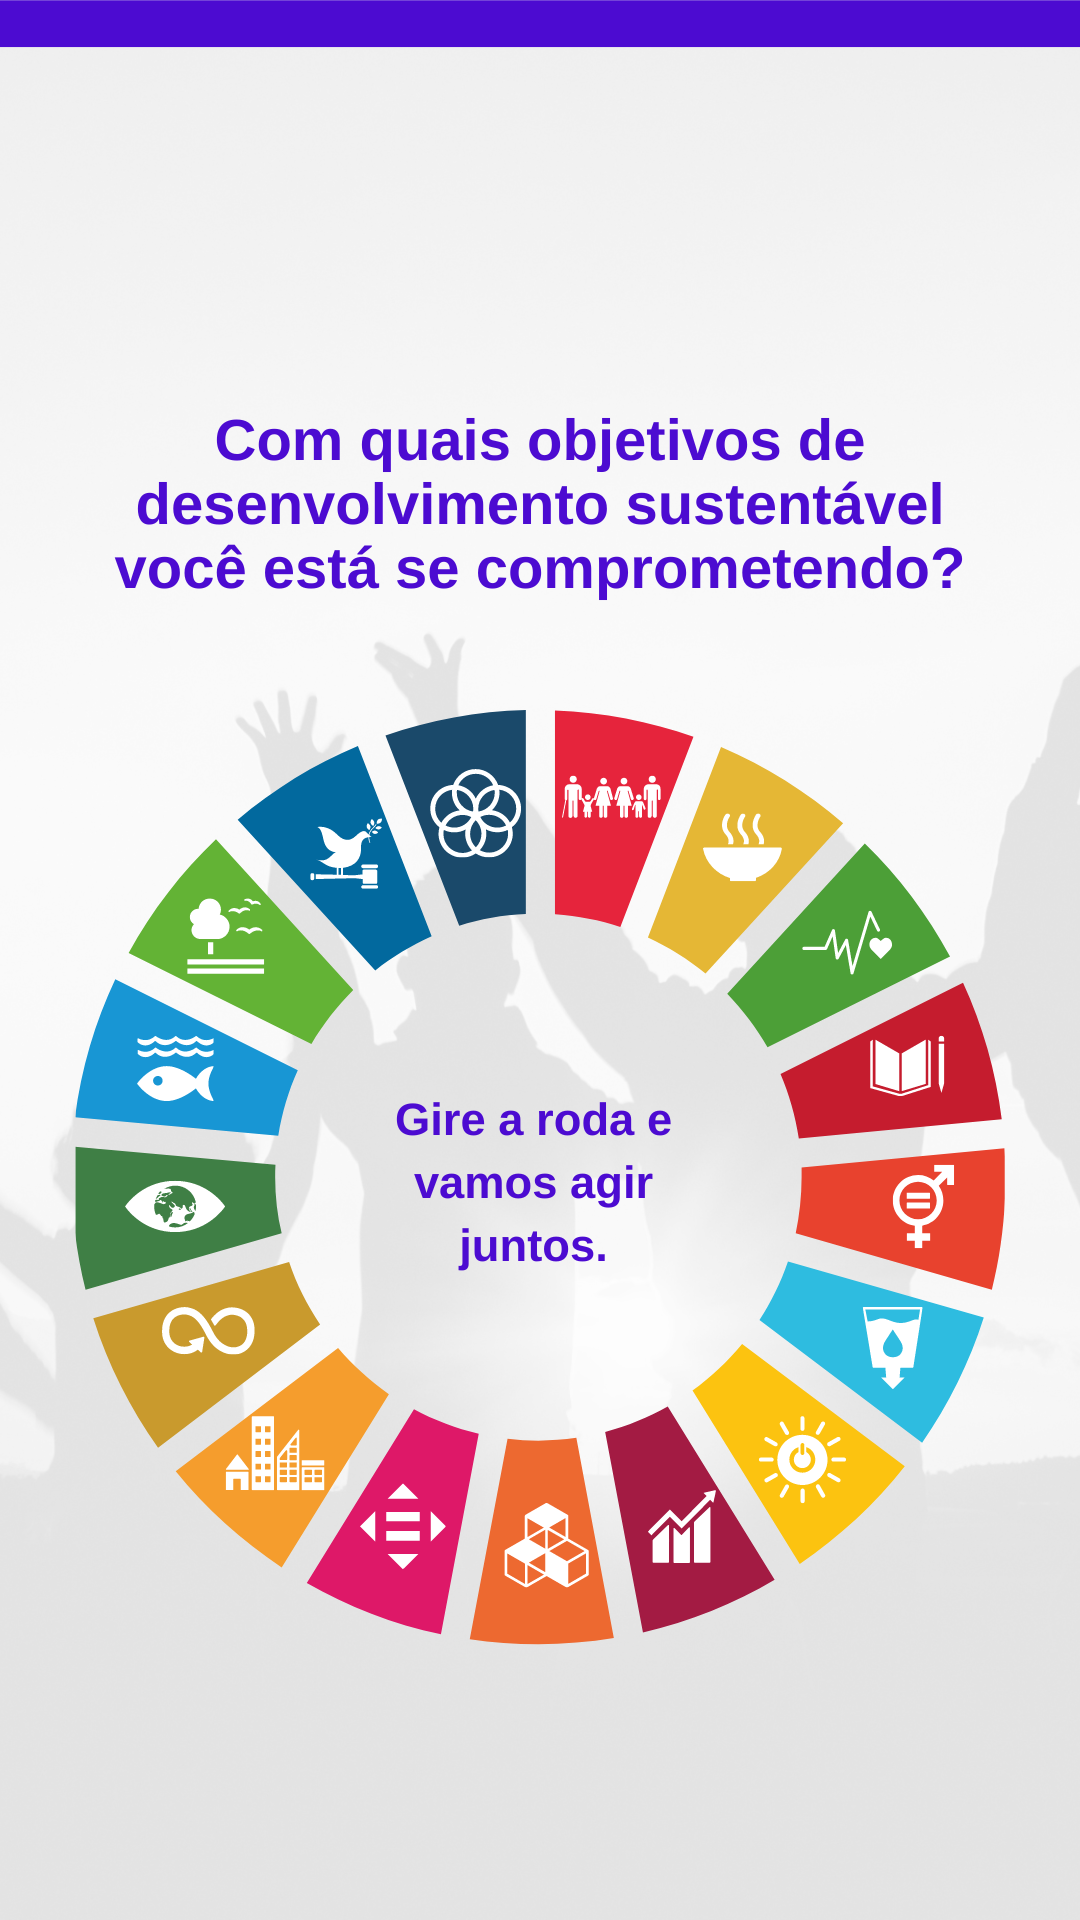 Com quais objetivos de
desenvolvimento sustentável
você está se comprometendo?
Gire a roda e
vamos agir
juntos.